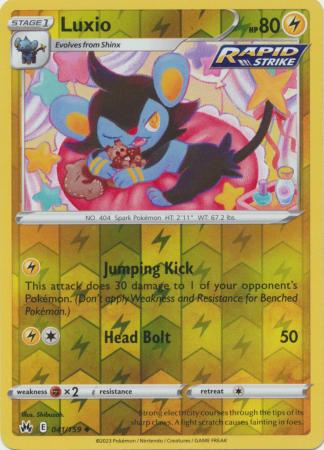 STAGE 1
Luxio
HP 80
Evolves from Shinx
RAPID STRIKE
NO. 404 Spark Pokémon HT: 2'11" WT: 67.2 lbs.
Jumping Kick
This attack does 30 damage to 1 of your opponent's
Pokémon. (Don't apply Weakness and Resistance for Benched
Pokémon.)
Head Bolt 50
weakness ×2 resistance retreat
Illus. Shibuzoh.
Strong electricity courses through the tips of its
sharp claws. A light scratch causes fainting in foes.
E 041/159
©2023 Pokémon / Nintendo / Creatures / GAME FREAK